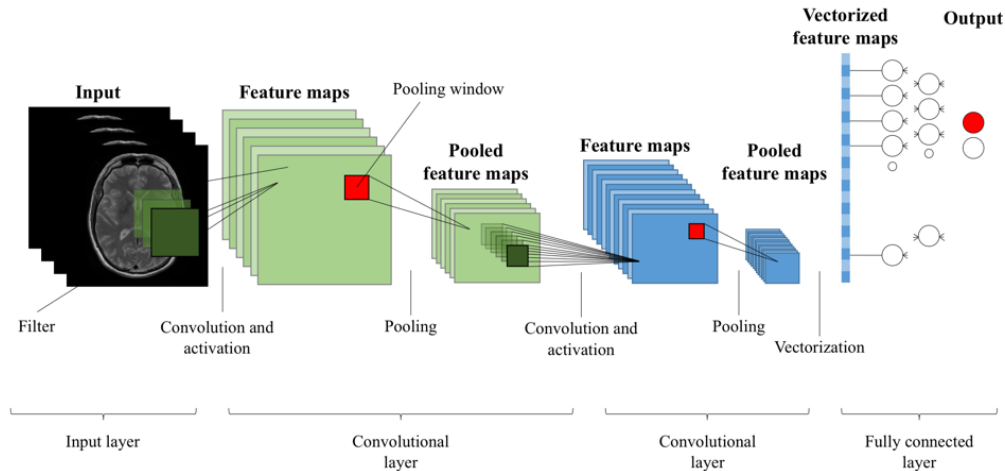 Vectorized
feature maps
Output
Input
Feature maps
Pooling window
Pooled
feature maps
Feature maps
Pooled
feature maps
Filter
Convolution and
activation
Pooling
Convolution and
activation
Pooling
Vectorization
Input layer
Convolutional
layer
Convolutional
layer
Fully connected
layer